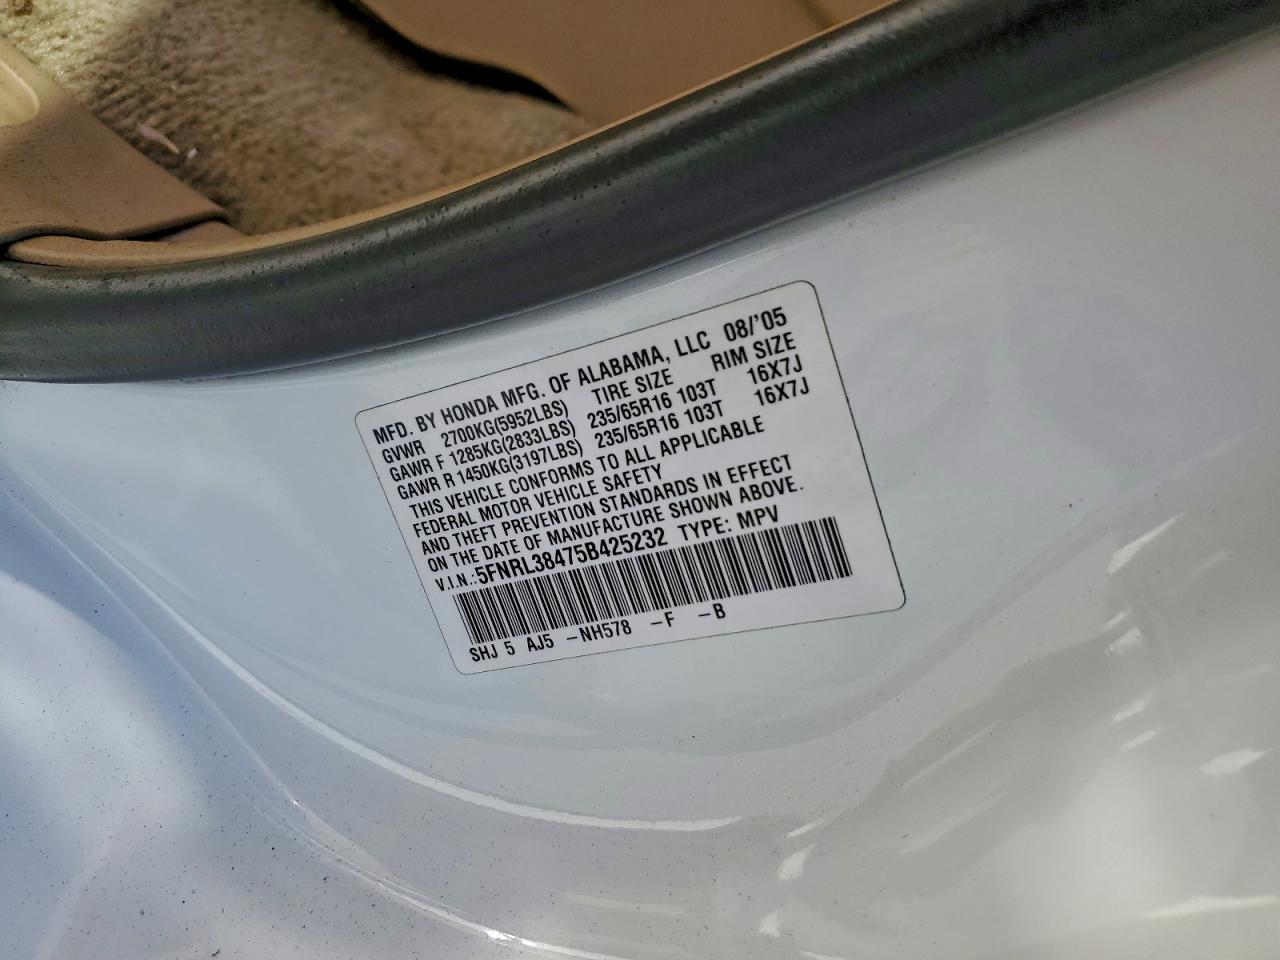 MFD. BY HONDA MFG. OF ALABAMA, LLC 08/'05
GVWR 2700KG(5952LBS) TIRE SIZE RIM SIZE
GAWR F 1285KG(2833LBS) 235/65R16 103T 16X7J
GAWR R 1450KG(3197LBS) 235/65R16 103T 16X7J
THIS VEHICLE CONFORMS TO ALL APPLICABLE
FEDERAL MOTOR VEHICLE SAFETY
AND THEFT PREVENTION STANDARDS IN EFFECT
ON THE DATE OF MANUFACTURE SHOWN ABOVE.
V.I.N.:5FNRL38475B425232 TYPE: MPV
SHJ 5 AJ5 -NH578 -F -B